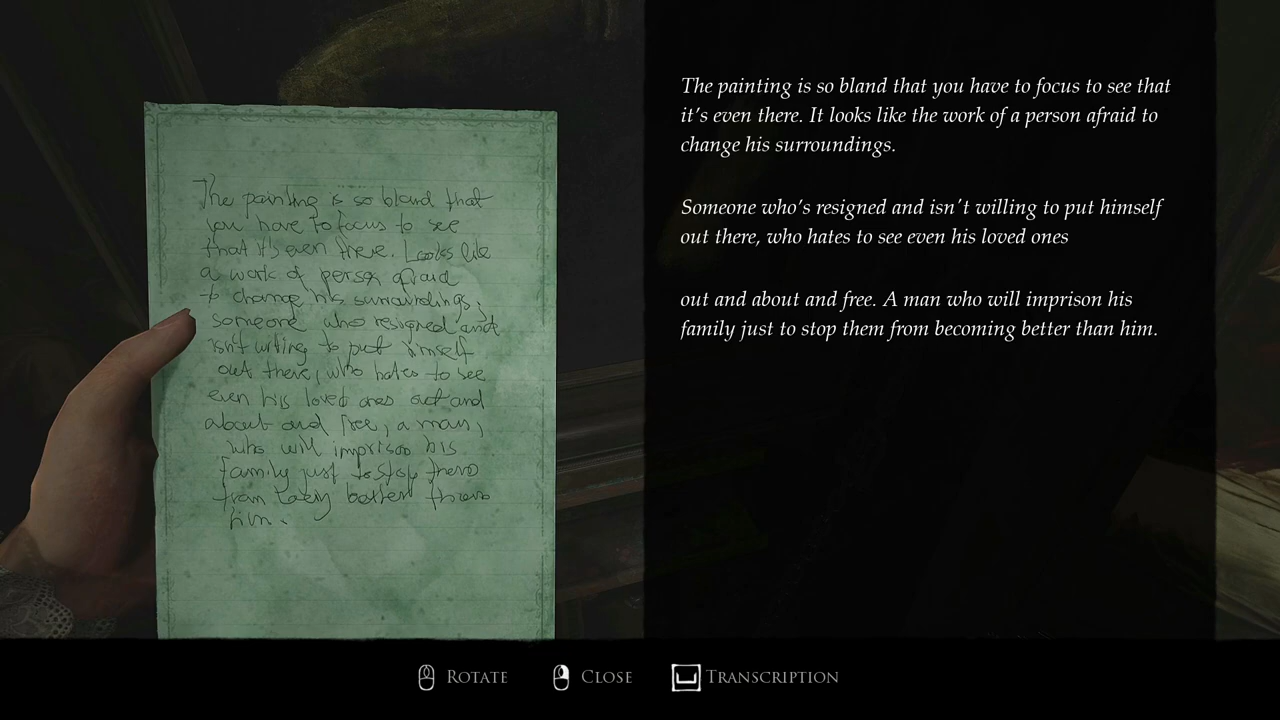 The painting is so bland that
you have to focus to see
that it's even there. Looks like
a work of person afraid
to change his surroundings,
someone who resigned and
isn't willing to put himself
out there, who hates to see
even his loved ones out and
about and free, a man,
who will imprison his
family just to stop them
from being better than
him.
The painting is so bland that you have to focus to see that
it's even there. It looks like the work of a person afraid to
change his surroundings.
Someone who's resigned and isn't willing to put himself
out there, who hates to see even his loved ones
out and about and free. A man who will imprison his
family just to stop them from becoming better than him.
ROTATE
CLOSE
TRANSCRIPTION